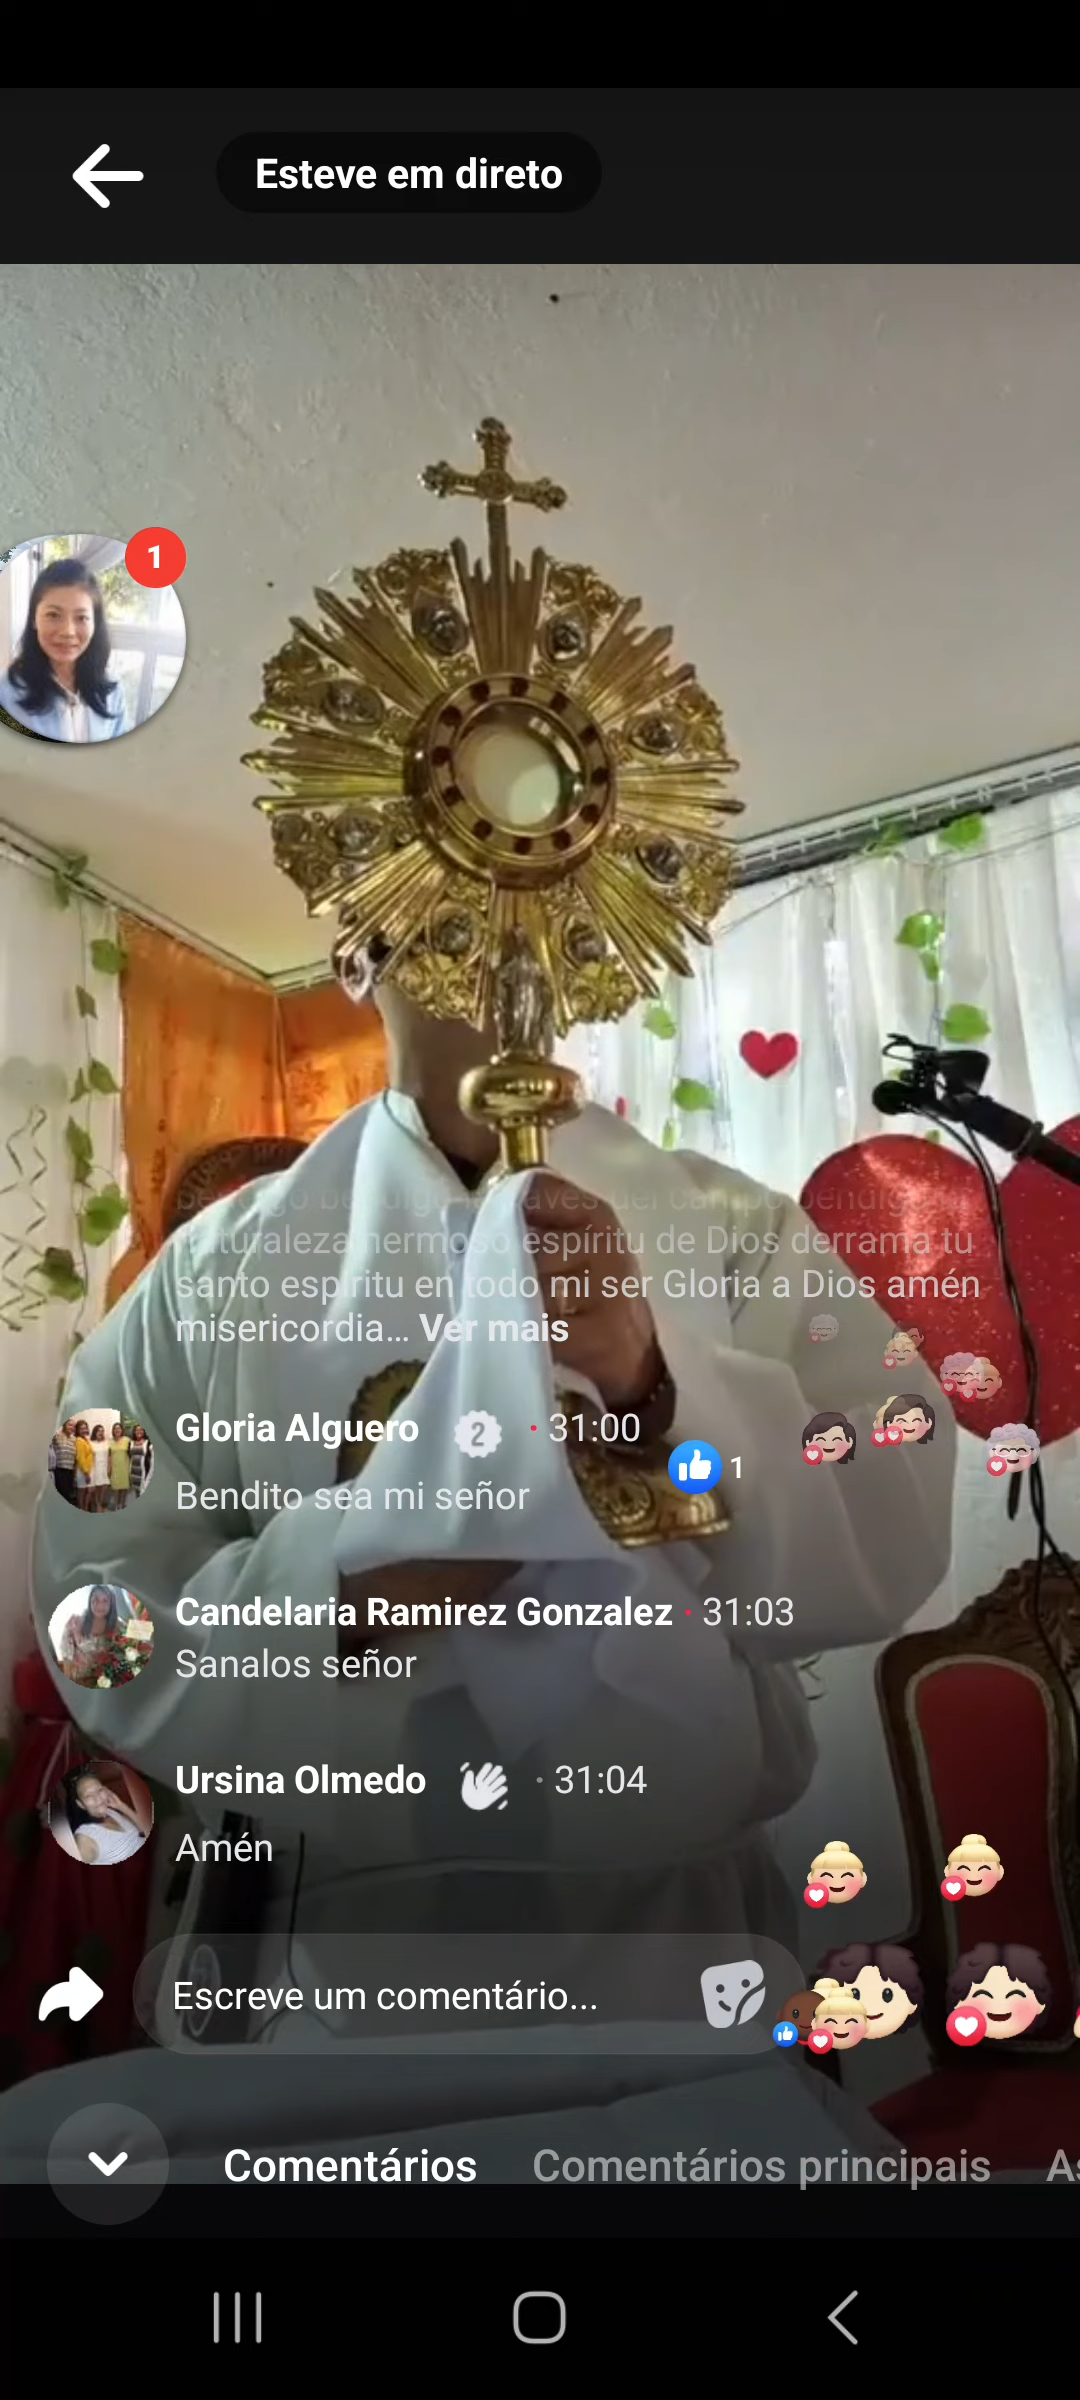 Esteve em direto
1
naturaleza hermoso espíritu de Dios derrama tu
santo espiritu en todo mi ser Gloria a Dios amén
misericordia... Ver mais
Gloria Alguero 2 · 31:00
Bendito sea mi señor
1
Candelaria Ramirez Gonzalez · 31:03
Sanalos señor
Ursina Olmedo · 31:04
Amén
Escreve um comentário...
Comentários Comentários principais